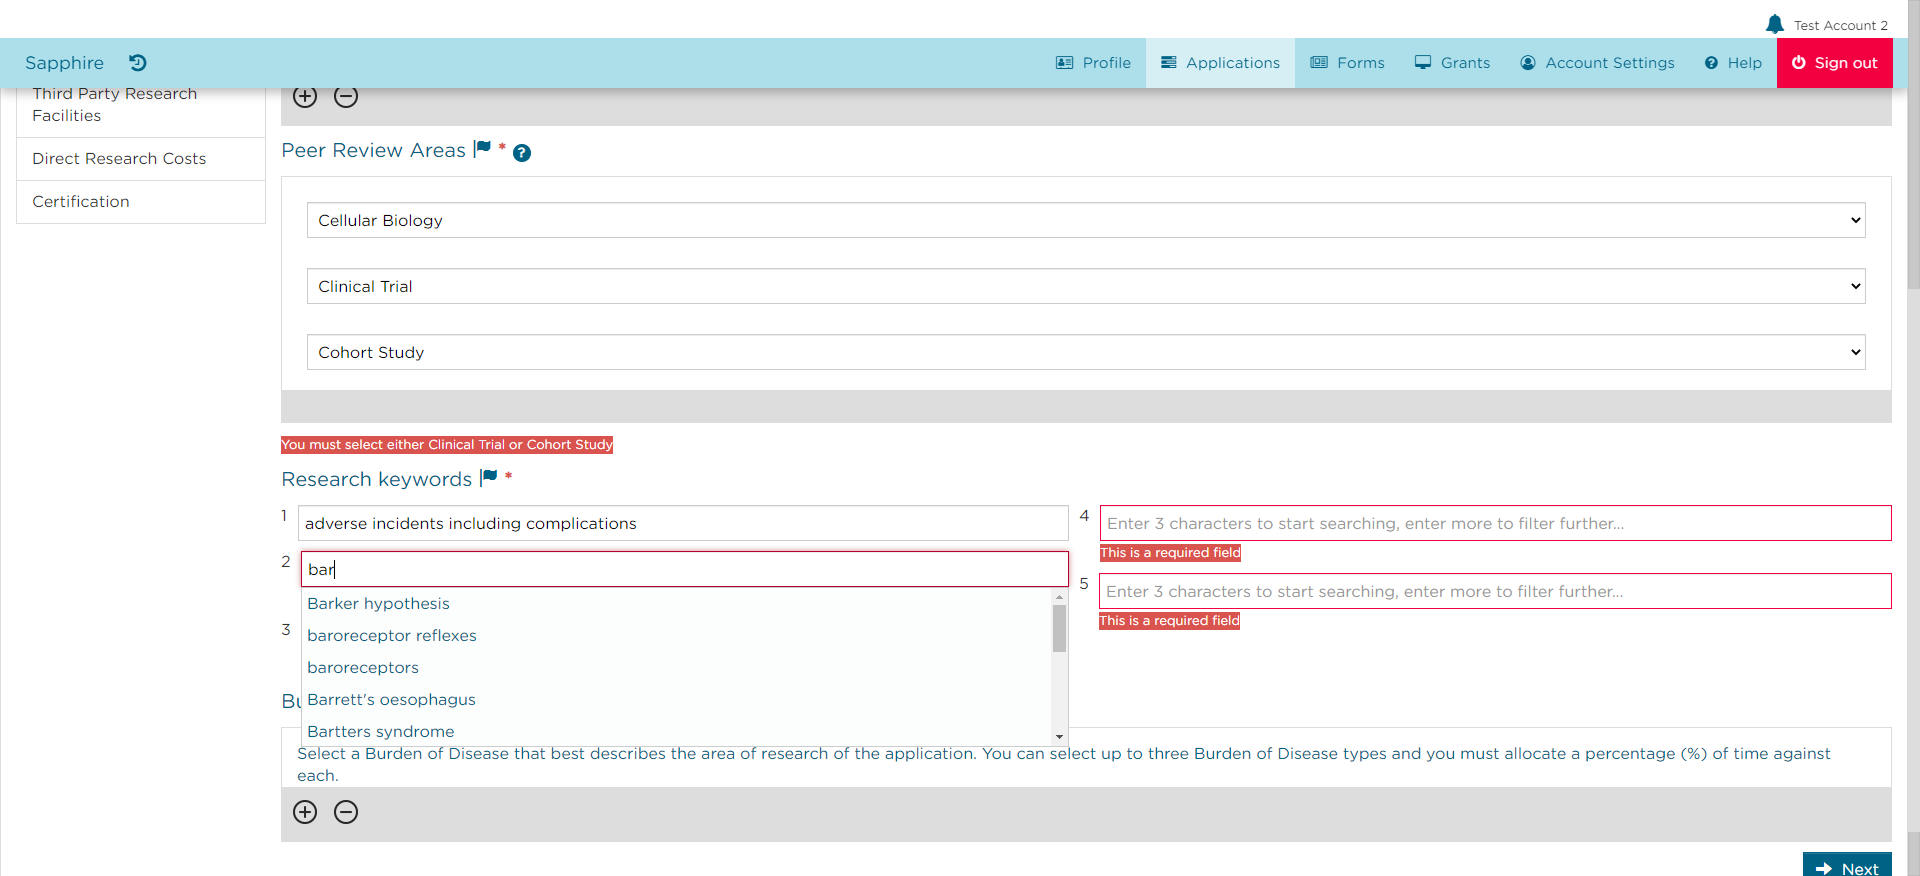 Test Account 2
Sapphire
Profile
Applications
Forms
Grants
Account Settings
Help
Sign out
Third Party Research
Facilities
Direct Research Costs
Certification
Peer Review Areas * ?
Cellular Biology
Clinical Trial
Cohort Study
You must select either Clinical Trial or Cohort Study
Research keywords *
1 adverse incidents including complications
2 bar
Barker hypothesis
baroreceptor reflexes
3
baroreceptors
Barrett's oesophagus
Bartters syndrome
4 Enter 3 characters to start searching, enter more to filter further...
This is a required field
5 Enter 3 characters to start searching, enter more to filter further...
This is a required field
Select a Burden of Disease that best describes the area of research of the application. You can select up to three Burden of Disease types and you must allocate a percentage (%) of time against
each.
Next